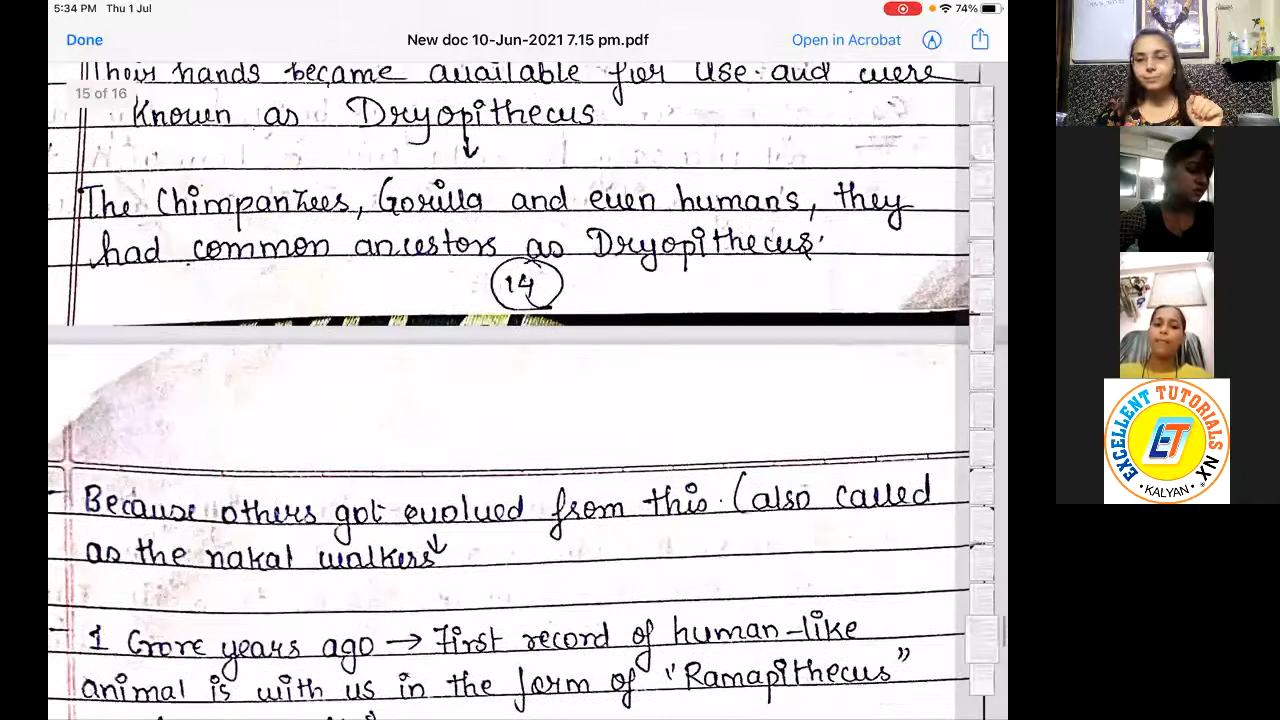 5:34 PM Thu 1 Jul
74%
Done
New doc 10-Jun-2021 7.15 pm.pdf
Open in Acrobat
Their hands became available for use and were
15 of 16
Known as Dryopithecus
The Chimpanzees, Gorilla and even human's, they
had common ancestors as Dryopithecus.
14
Because others got evolved from this. (also called
as the nakal walkers
1 Crore years ago → First record of human-like
animal is with us in the form of "Ramapithecus"
EXCELLENT TUTORIALS NX
ET
• KALYAN •